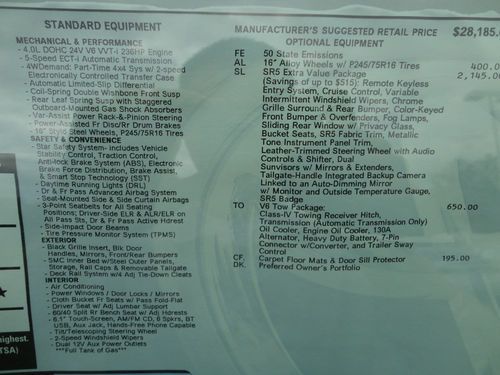 STANDARD EQUIPMENT
MECHANICAL & PERFORMANCE
- 4.0L DOHC 24V V6 VVT-i 236HP Engine
- 5-Speed ECT-i Automatic Transmission
- 4WDemand: Part-Time 4x4 Sys w/ 2-speed
Electronically Controlled Transfer Case
- Automatic Limited-Slip Differential
- Coil-Spring Double Wishbone Front Susp
- Rear Leaf Spring Susp with Staggered
Outboard-Mounted Gas Shock Absorbers
- Var-Assist Power Rack-&-Pinion Steering
- Power-Assisted Fr Disc/Rr Drum Brakes
- 16" Style Steel Wheels, P245/75R16 Tires
SAFETY & CONVENIENCE
- Star Safety System- includes Vehicle
Stability Control, Traction Control,
Anti-lock Brake System (ABS), Electronic
Brake Force Distribution, Brake Assist,
& Smart Stop Technology (SST)
- Daytime Running Lights (DRL)
- Dr & Fr Pass Advanced Airbag System
- Seat-Mounted Side & Side Curtain Airbags
- 3-Point Seatbelts for All Seating
Positions; Driver-Side ELR & ALR/ELR on
All Pass Sts, Dr & Fr Pass Active Hdrest
- Side-Impact Door Beams
- Tire Pressure Monitor System (TPMS)
EXTERIOR
- Black Grille Insert, Blk Door
Handles, Mirrors, Front/Rear Bumpers
- SMC Inner Bed w/Steel Outer Panels,
Storage, Rail Caps & Removable Tailgate
- Deck Rail System w/4 Adj Tie-Down Cleats
INTERIOR
- Air Conditioning
- Power Windows / Door Locks / Mirrors
- Cloth Bucket Fr Sts w/ Pass Fold-Flat
- Driver Seat w/ Adj Lumbar Support
- 60/40 Split Rr Bench Seat w/ Adj Hdrests
- 6.1" Touch-Screen, AM/FM CD, 6 Spkrs, BT
USB, Aux Jack, Hands-Free Phone Capable
- Tilt/Telescoping Steering Wheel
- 2-Speed Windshield Wipers
- Dual 12V Aux Power Outlets
***Full Tank of Gas***
MANUFACTURER'S SUGGESTED RETAIL PRICE $28,185.
OPTIONAL EQUIPMENT
FE 50 State Emissions
AL 16" Alloy Wheels w/ P245/75R16 Tires 400.0
SL SR5 Extra Value Package 2,145.00
(Savings of up to $515): Remote Keyless
Entry System, Cruise Control, Variable
Intermittent Windshield Wipers, Chrome
Grille Surround & Rear Bumper, Color-Keyed
Front Bumper & Overfenders, Fog Lamps,
Sliding Rear Window w/ Privacy Glass,
Bucket Seats, SR5 Fabric Trim, Metallic
Tone Instrument Panel Trim,
Leather-Trimmed Steering Wheel with Audio
Controls & Shifter, Dual
Sunvisors w/ Mirrors & Extenders,
Tailgate-Handle Integrated Backup Camera
Linked to an Auto-Dimming Mirror
w/ Monitor and Outside Temperature Gauge,
SR5 Badge
TO V6 Tow Package: 650.00
Class-IV Towing Receiver Hitch,
Transmission (Automatic Transmission Only)
Oil Cooler, Engine Oil Cooler, 130A
Alternator, Heavy Duty Battery, 7-Pin
Connector w/Converter, and Trailer Sway
Control
CF. Carpet Floor Mats & Door Sill Protector 195.00
DK. Preferred Owner's Portfolio
highest.
TSA)